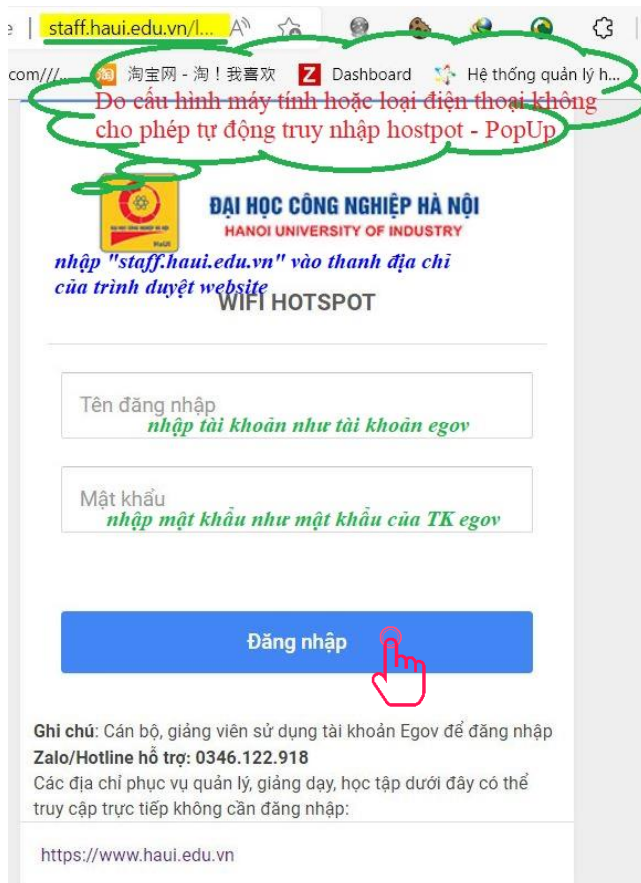 staff.haui.edu.vn/l...
com///... 淘宝网 - 淘！我喜欢 Z Dashboard Hệ thống quản lý h...
Do cấu hình máy tính hoặc loại điện thoại không
cho phép tự động truy nhập hostpot - PopUp
ĐẠI HỌC CÔNG NGHIỆP HÀ NỘI
HANOI UNIVERSITY OF INDUSTRY
HaUI
nhập "staff.haui.edu.vn" vào thanh địa chỉ
của trình duyệt website
WIFI HOTSPOT
Tên đăng nhập
nhập tài khoản như tài khoản egov
Mật khẩu
nhập mật khẩu như mật khẩu của TK egov
Đăng nhập
Ghi chú: Cán bộ, giảng viên sử dụng tài khoản Egov để đăng nhập
Zalo/Hotline hỗ trợ: 0346.122.918
Các địa chỉ phục vụ quản lý, giảng dạy, học tập dưới đây có thể
truy cập trực tiếp không cần đăng nhập:
https://www.haui.edu.vn